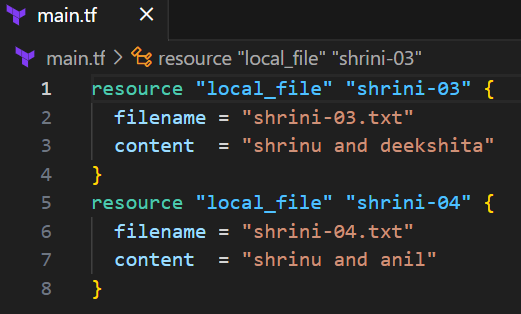 main.tf ×
main.tf > resource "local_file" "shrini-03"
1 resource "local_file" "shrini-03" {
2 filename = "shrini-03.txt"
3 content = "shrinu and deekshita"
4 }
5 resource "local_file" "shrini-04" {
6 filename = "shrini-04.txt"
7 content = "shrinu and anil"
8 }